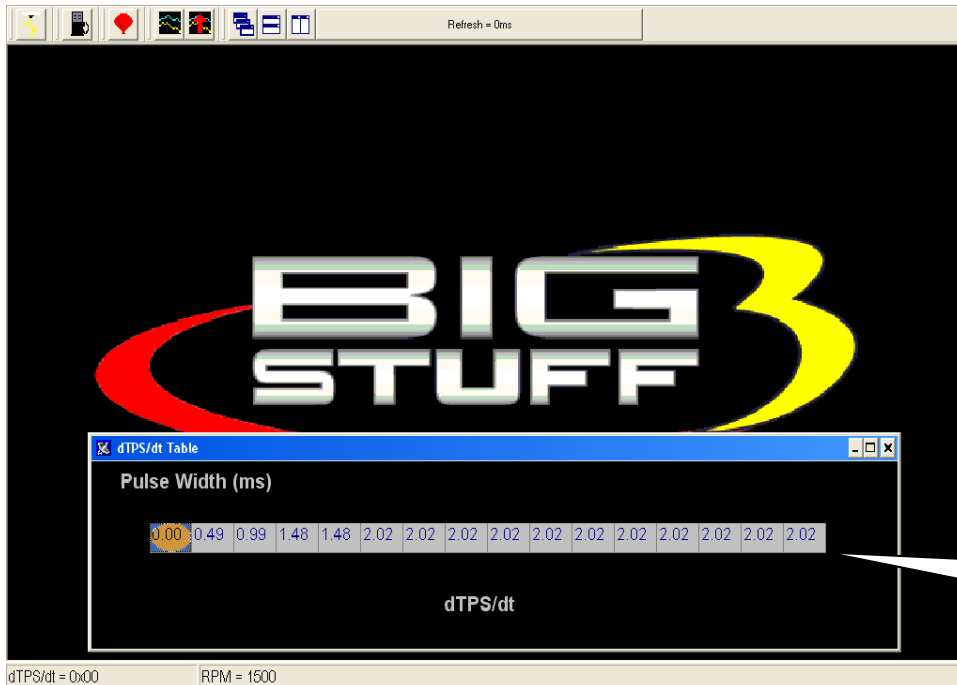 Refresh = 0ms
BIG 3
STUFF
dTPS/dt Table
Pulse Width (ms)
0.00 0.49 0.99 1.48 1.48 2.02 2.02 2.02 2.02 2.02 2.02 2.02 2.02 2.02 2.02 2.02
dTPS/dt
dTPS/dt = 0x00 RPM = 1500